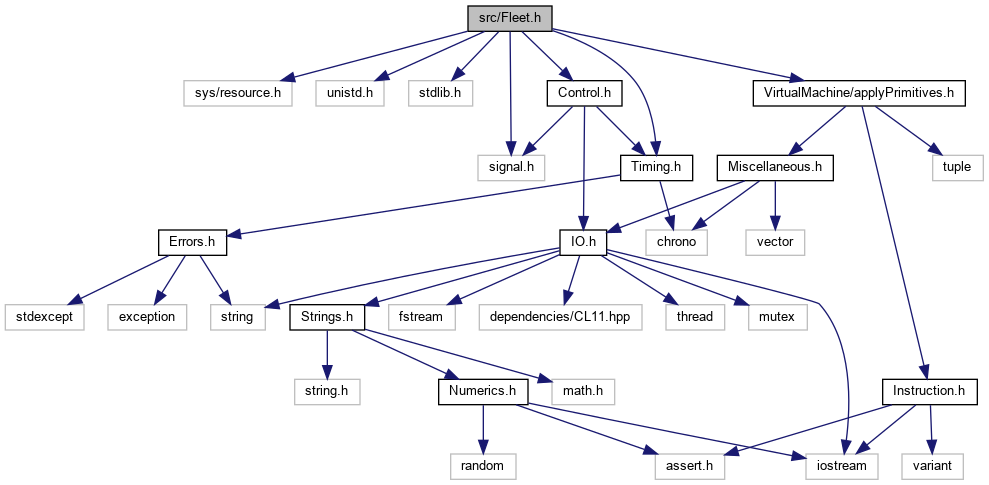 src/Fleet.h
sys/resource.h
unistd.h
stdlib.h
Control.h
VirtualMachine/applyPrimitives.h
signal.h
Timing.h
Miscellaneous.h
tuple
Errors.h
IO.h
chrono
vector
stdexcept
exception
string
Strings.h
fstream
dependencies/CL11.hpp
thread
mutex
string.h
Numerics.h
math.h
Instruction.h
random
assert.h
iostream
variant